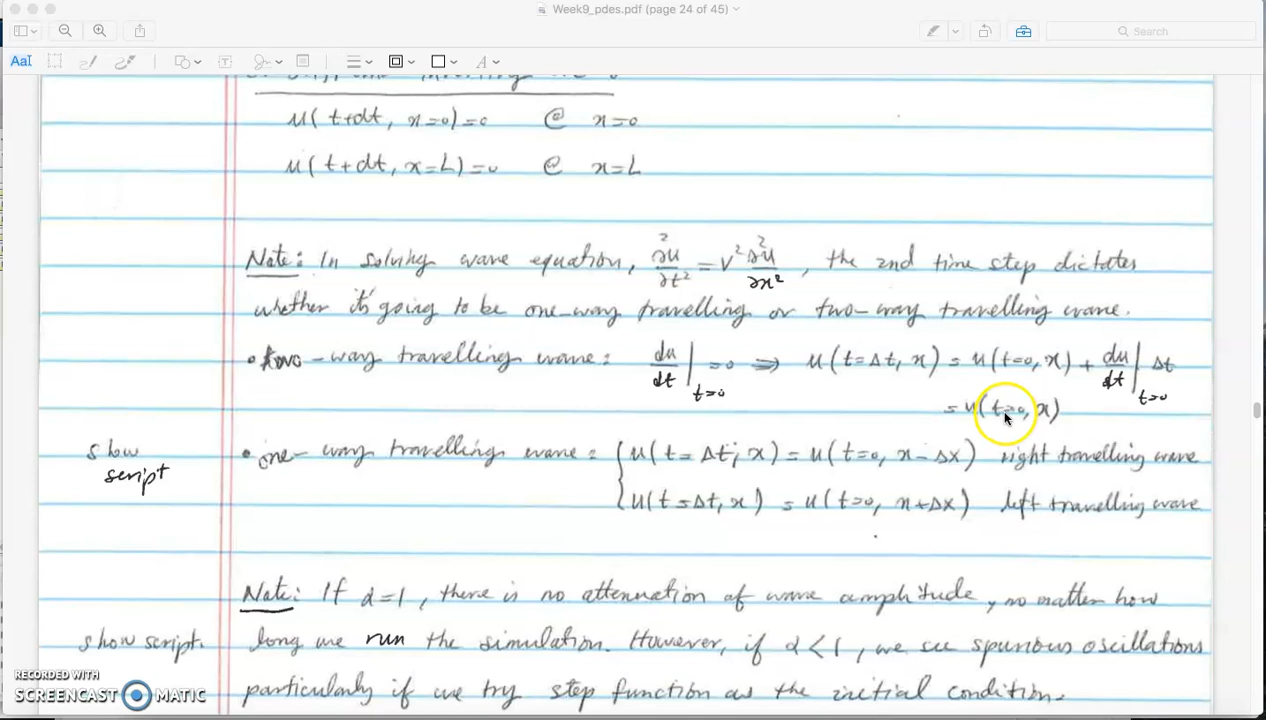 Week9_pdes.pdf (page 24 of 45)
Search
AaI
u(t+dt, x=0)=0 @ x=0
u(t+dt, x=L)=0 @ x=L
Note: In solving wave equation, ∂²u/∂t² = v² ∂²u/∂x², the 2nd time step dictates
whether it's going to be one-way travelling or two-way travelling wave.
• two-way travelling wave: du/dt|t=0 =0 ⟹ u(t=Δt, x) = u(t=0, x) + du/dt|t=0 Δt
= u(t=0, x)
show
script
• one-way travelling wave: { u(t=Δt, x) = u(t=0, x-Δx) right travelling wave
u(t=Δt, x) = u(t=0, x+Δx) left travelling wave
Note: If α=1, there is no attenuation of wave amplitude, no matter how
show script. long we run the simulation. However, if α<1, we see spurious oscillations
particularly if we try step function as the initial condition.
RECORDED WITH
SCREENCAST MATIC